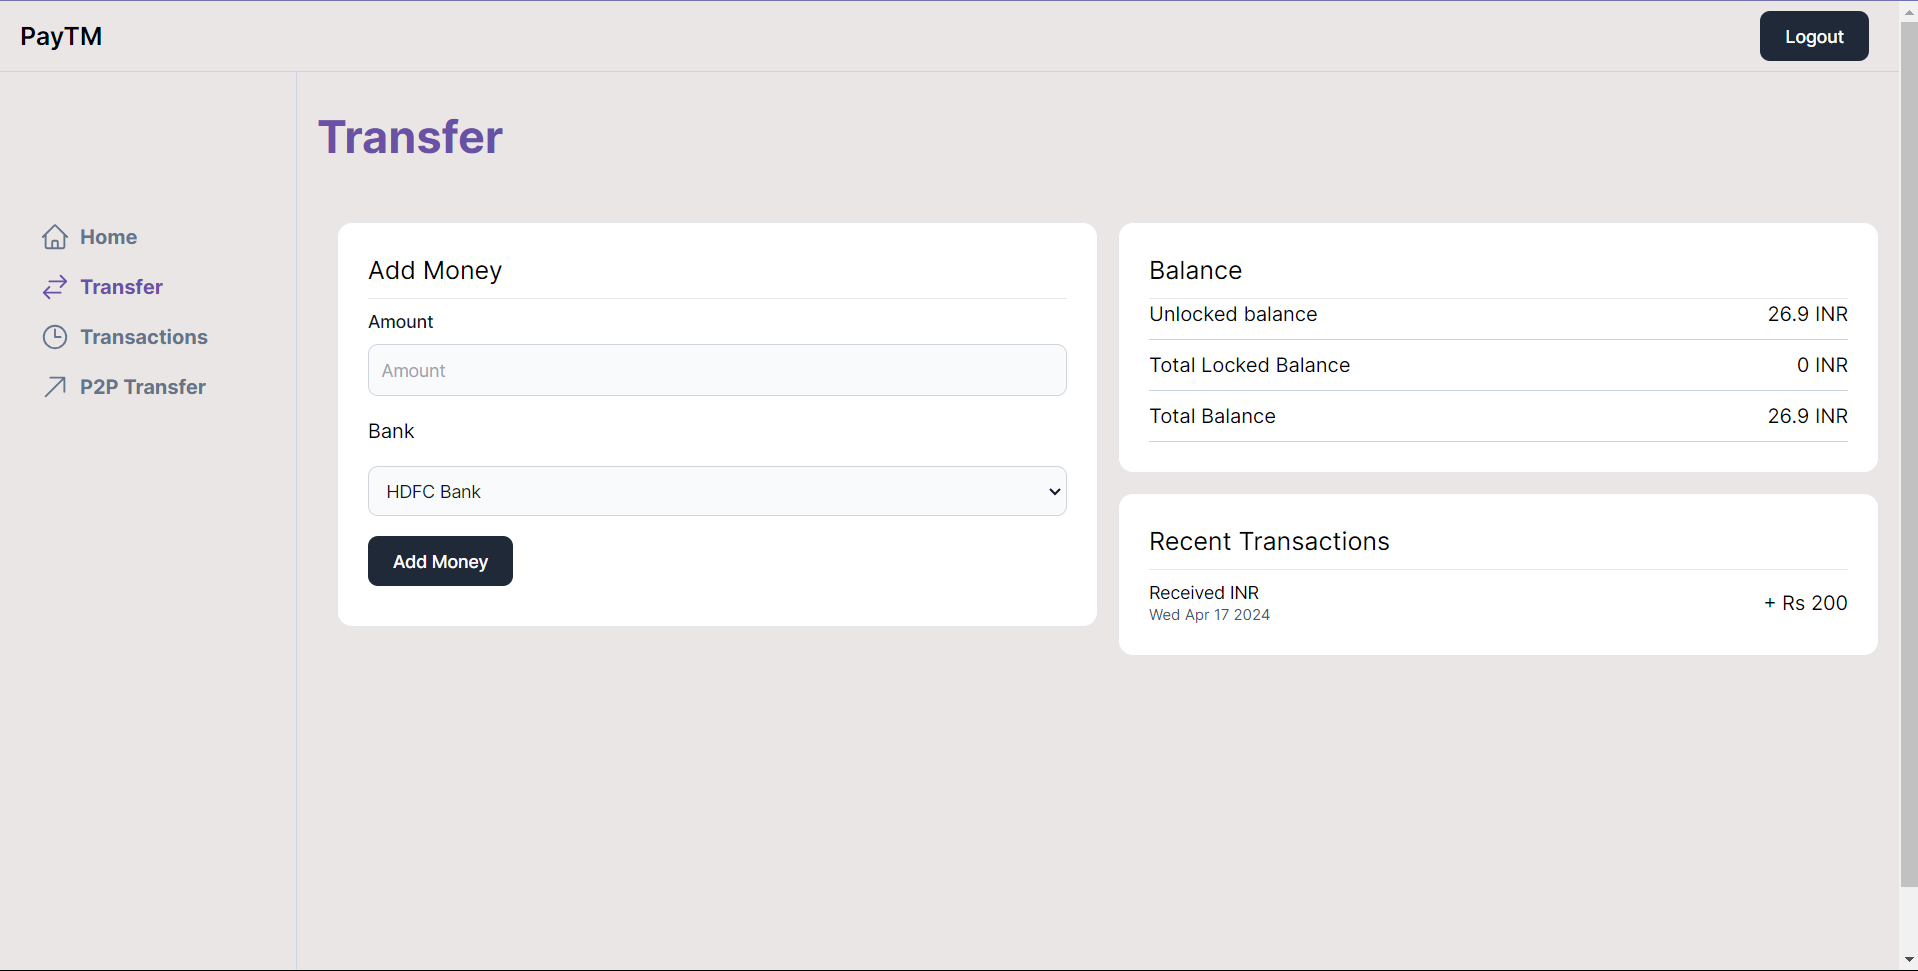 PayTM
Logout
Transfer
Home
Transfer
Transactions
P2P Transfer
Add Money
Amount
Amount
Bank
HDFC Bank
Add Money
Balance
Unlocked balance 26.9 INR
Total Locked Balance 0 INR
Total Balance 26.9 INR
Recent Transactions
Received INR
Wed Apr 17 2024
+ Rs 200